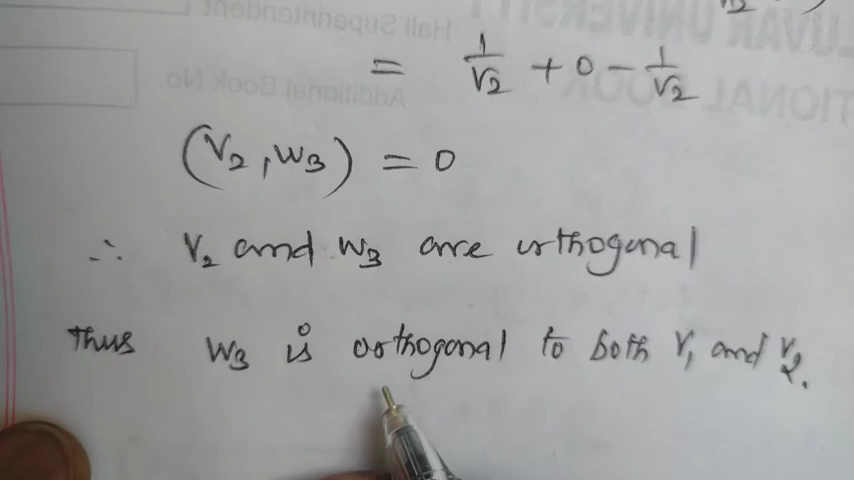 = 1/√2 + 0 - 1/√2
(V₂, W₃) = 0
∴ V₂ and W₃ are orthogonal
Thus W₃ is orthogonal to both V₁ and V₂.